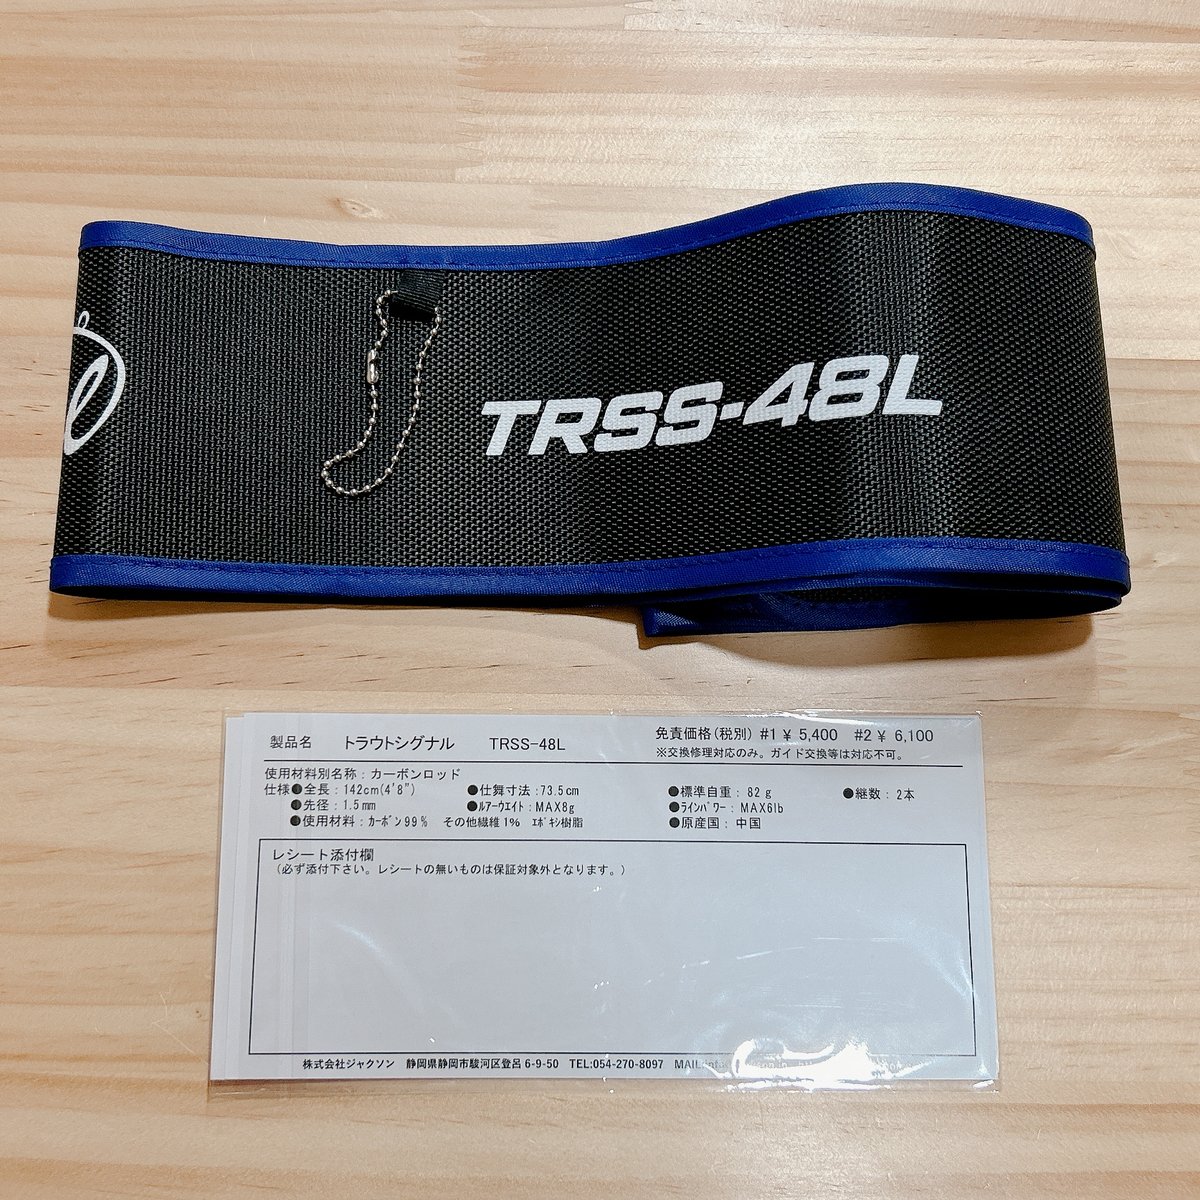 TRSS-48L
製品名 トラウトシグナル TRSS-48L 免責価格(税別) #1 ¥ 5,400 #2 ¥ 6,100
※交換修理対応のみ。ガイド交換等は対応不可。
使用材料別名称:カーボンロッド
仕様●全長:142cm(4'8") ●仕舞寸法:73.5cm ●標準自重: 82g ●継数:2本
●先径:1.5mm ●ルアーウエイト:MAX8g ●ラインパワー: MAX6lb
●使用材料:カーボン99% その他繊維1% エポキシ樹脂 ●原産国:中国
レシート添付欄
(必ず添付下さい。レシートの無いものは保証対象外となります。)
株式会社ジャクソン 静岡県静岡市駿河区登呂6-9-50 TEL:054-270-8097 MAIL: